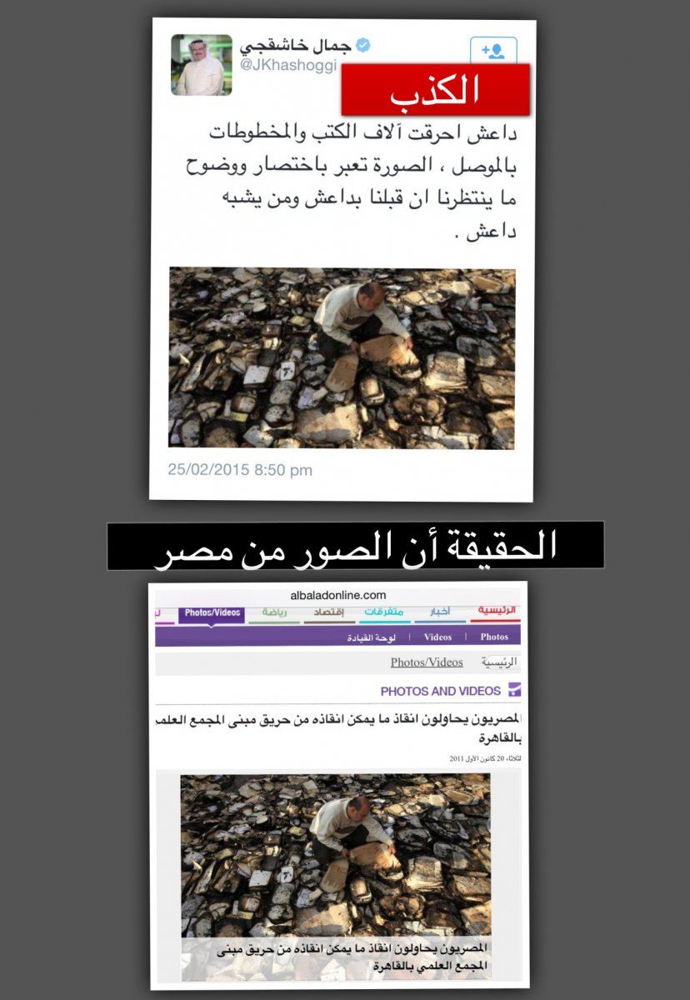 جمال خاشقجي
@JKhashoggi
الكذب
داعش احرقت آلاف الكتب والمخطوطات
بالموصل ، الصورة تعبر باختصار ووضوح
ما ينتظرنا ان قبلنا بداعش ومن يشبه
داعش .
25/02/2015 8:50 pm
الحقيقة أن الصور من مصر
albaladonline.com
الرئيسية أخبار متفرقات إقتصاد رياضة Photos/Videos
Photos | Videos | لوحة القيادة
الرئيسية Photos/Videos
PHOTOS AND VIDEOS
المصريون يحاولون انقاذ ما يمكن انقاذه من حريق مبنى المجمع العلمي
بالقاهرة
لثلاثاء 20 كانون الأول 2011
المصريون يحاولون انقاذ ما يمكن انقاذه من حريق مبنى
المجمع العلمي بالقاهرة